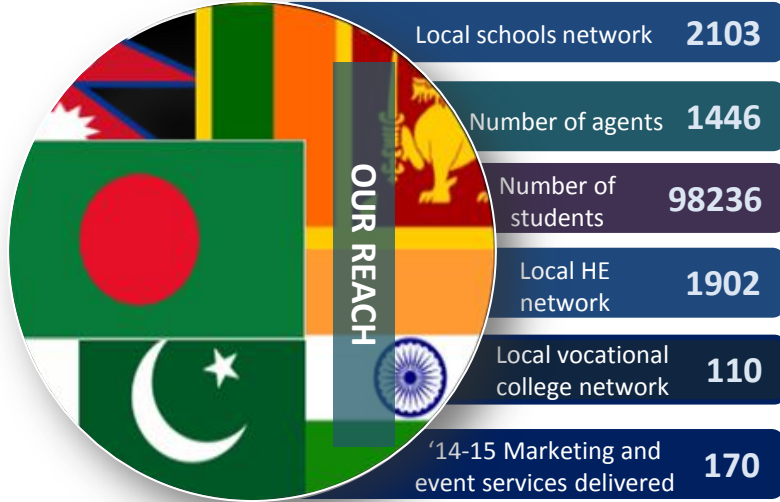 OUR REACH
Local schools network 2103
Number of agents 1446
Number of
students 98236
Local HE
network 1902
Local vocational
college network 110
‘14-15 Marketing and
event services delivered 170